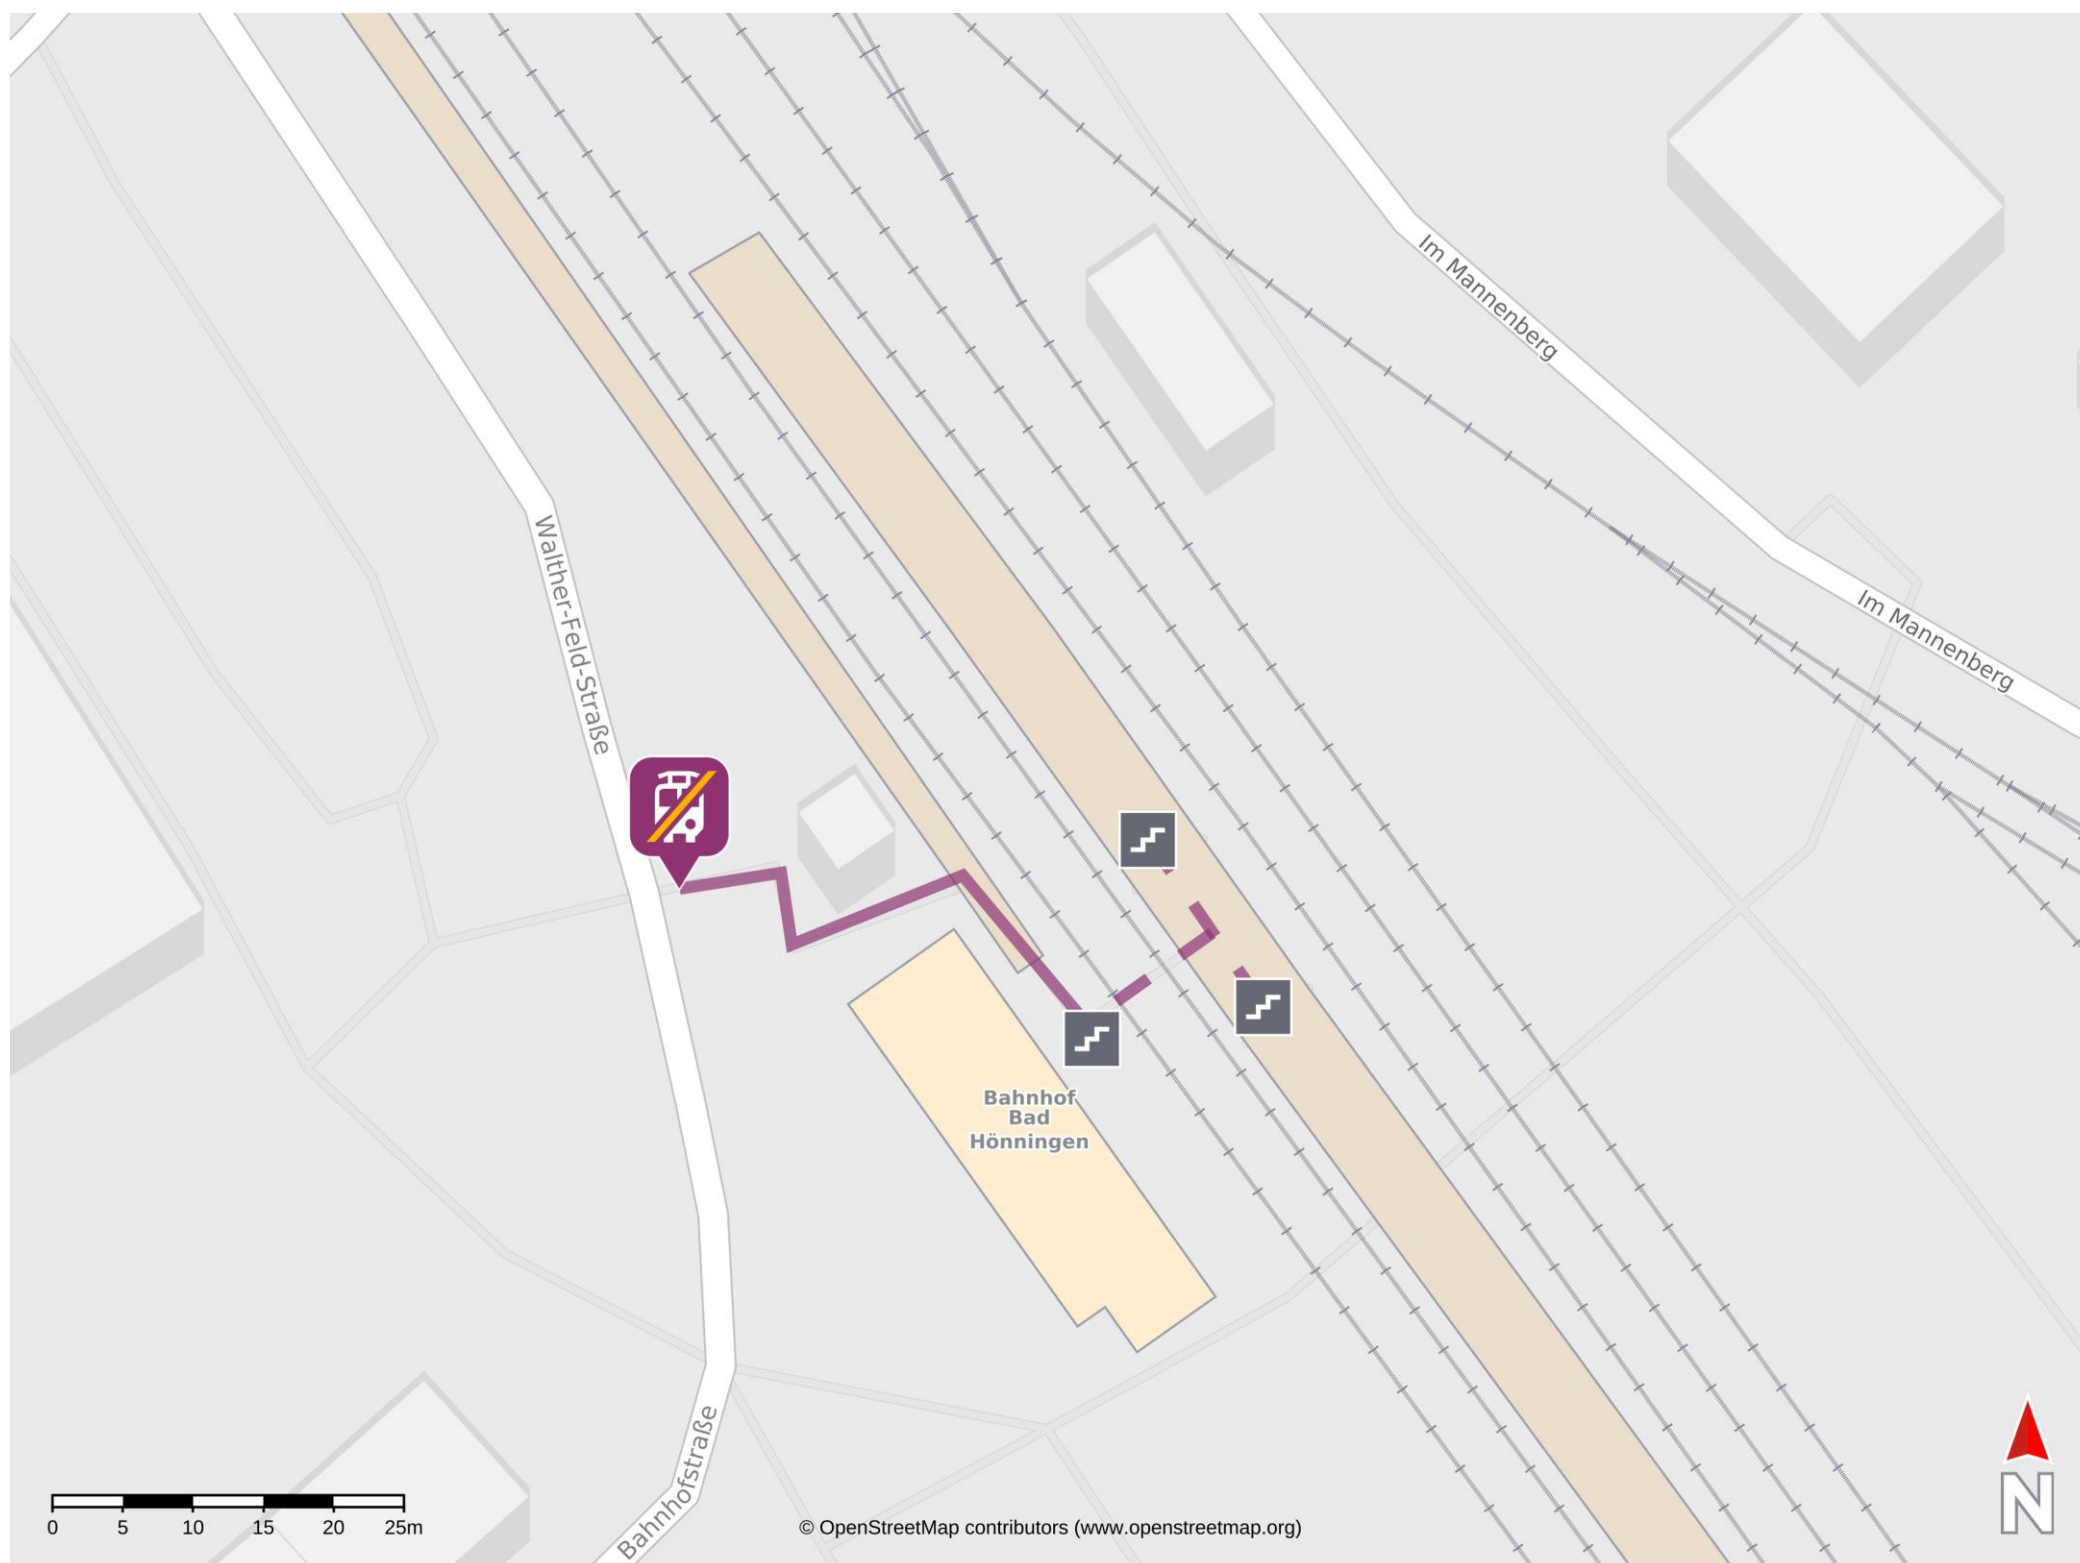 Im Mannenberg
Walther-Feld-Straße
Im Mannenberg
Bahnhof
Bad
Hönningen
Bahnhofstraße
0 5 10 15 20 25m
© OpenStreetMap contributors (www.openstreetmap.org)
N